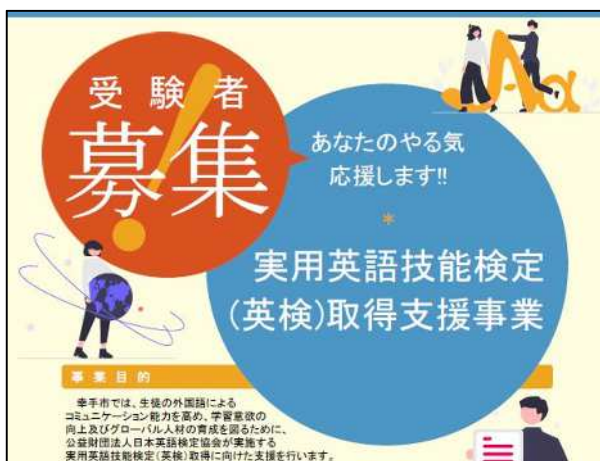 受験者
募集
!
あなたのやる気
応援します!!
*
実用英語技能検定
(英検)取得支援事業
事業目的
幸手市では、生徒の外国語による
コミュニケーション能力を高め、学習意欲の
向上及びグローバル人材の育成を図るために、
公益財団法人日本英語検定協会が実施する
実用英語技能検定(英検)取得に向けた支援を行います。
Aa